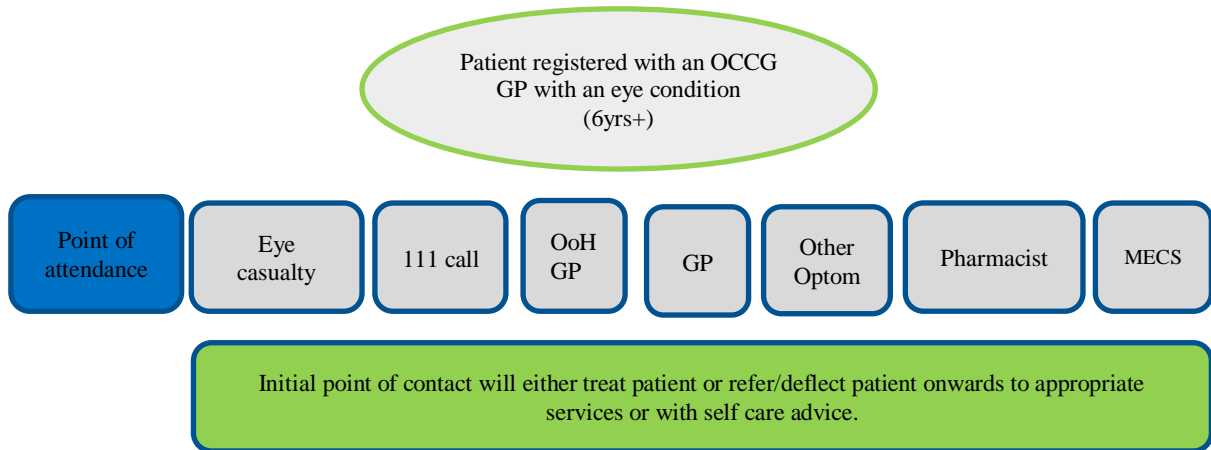 Patient registered with an OCCG
GP with an eye condition
(6yrs+)
Point of
attendance
Eye
casualty
111 call
OoH
GP
GP
Other
Optom
Pharmacist
MECS
Initial point of contact will either treat patient or refer/deflect patient onwards to appropriate
services or with self care advice.